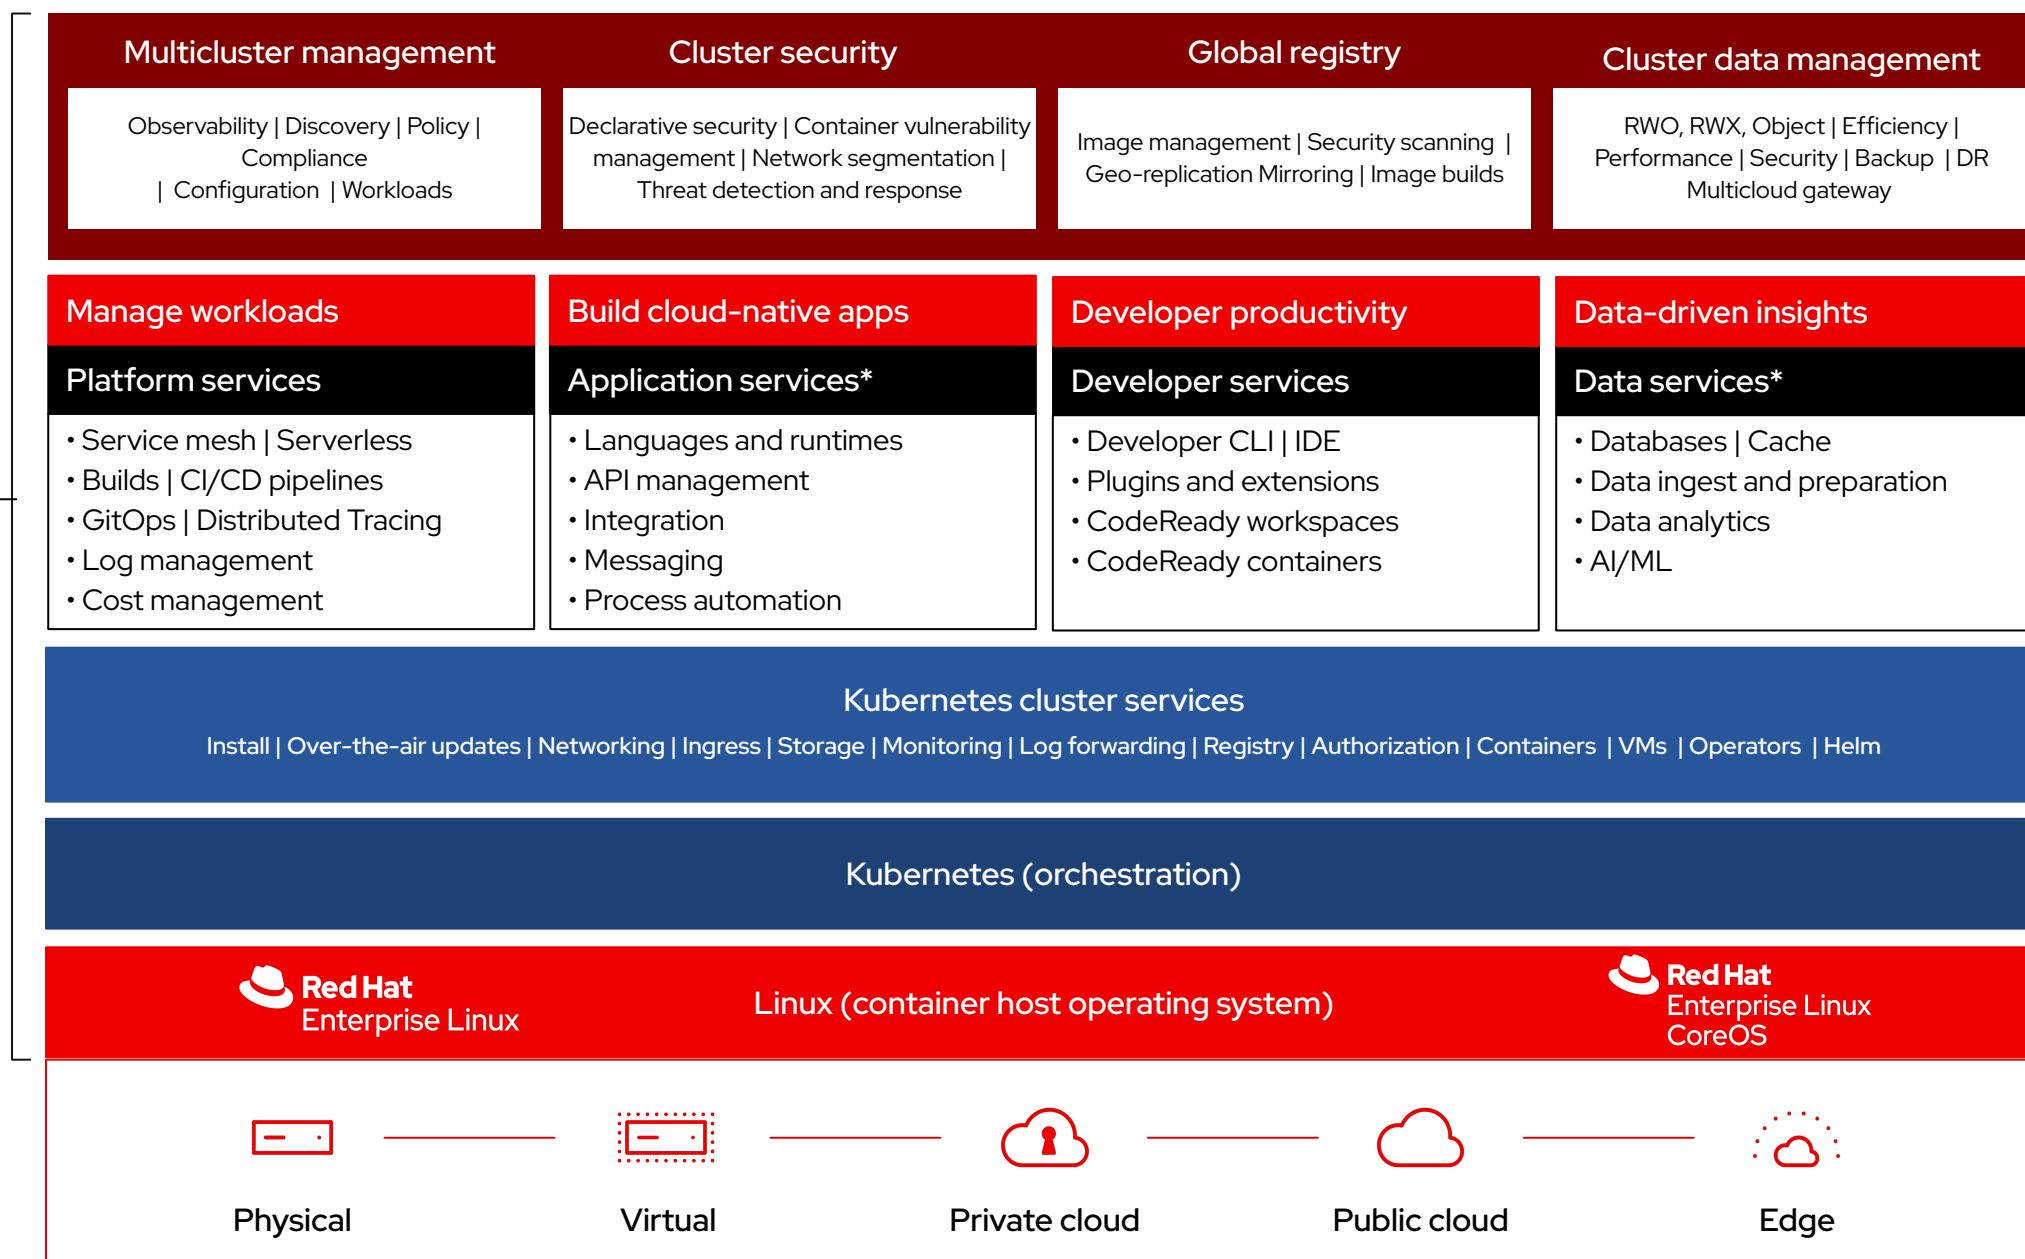 Multicluster management
Observability | Discovery | Policy |
Compliance
| Configuration | Workloads
Cluster security
Declarative security | Container vulnerability
management | Network segmentation |
Threat detection and response
Global registry
Image management | Security scanning |
Geo-replication Mirroring | Image builds
Cluster data management
RWO, RWX, Object | Efficiency |
Performance | Security | Backup | DR
Multicloud gateway
Manage workloads
Platform services
• Service mesh | Serverless
• Builds | CI/CD pipelines
• GitOps | Distributed Tracing
• Log management
• Cost management
Build cloud-native apps
Application services*
• Languages and runtimes
• API management
• Integration
• Messaging
• Process automation
Developer productivity
Developer services
• Developer CLI | IDE
• Plugins and extensions
• CodeReady workspaces
• CodeReady containers
Data-driven insights
Data services*
• Databases | Cache
• Data ingest and preparation
• Data analytics
• AI/ML
Kubernetes cluster services
Install | Over-the-air updates | Networking | Ingress | Storage | Monitoring | Log forwarding | Registry | Authorization | Containers | VMs | Operators | Helm
Kubernetes (orchestration)
Red Hat
Enterprise Linux
Linux (container host operating system)
Red Hat
Enterprise Linux
CoreOS
Physical
Virtual
Private cloud
Public cloud
Edge